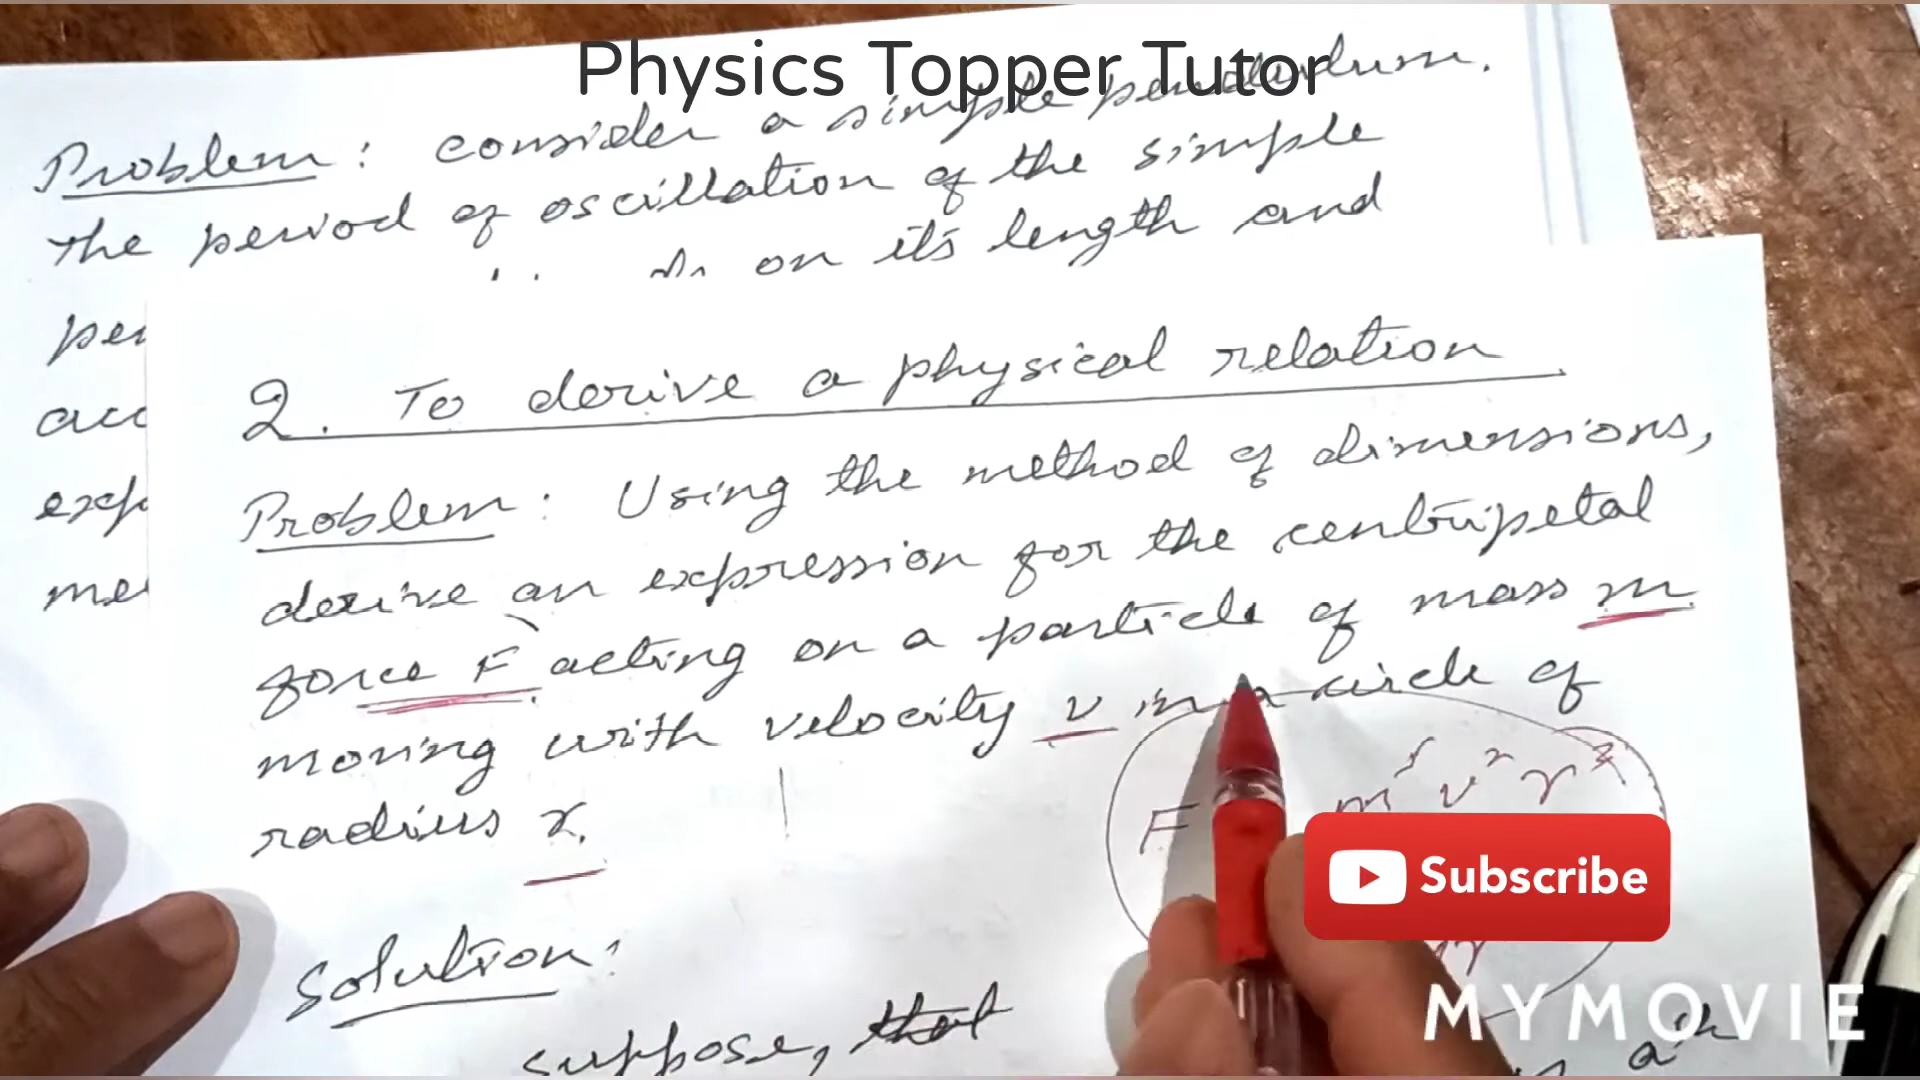 Physics Topper Tutor
Problem: consider a simple pendulum.
the period of oscillation of the simple
on its length and
2. To derive a physical relation
Problem: Using the method of dimensions,
derive an expression for the centripetal
force F acting on a particle of mass m
moving with velocity v in a circle of
radius r.
F
Subscribe
Solution:
MYMOVIE
suppose, that